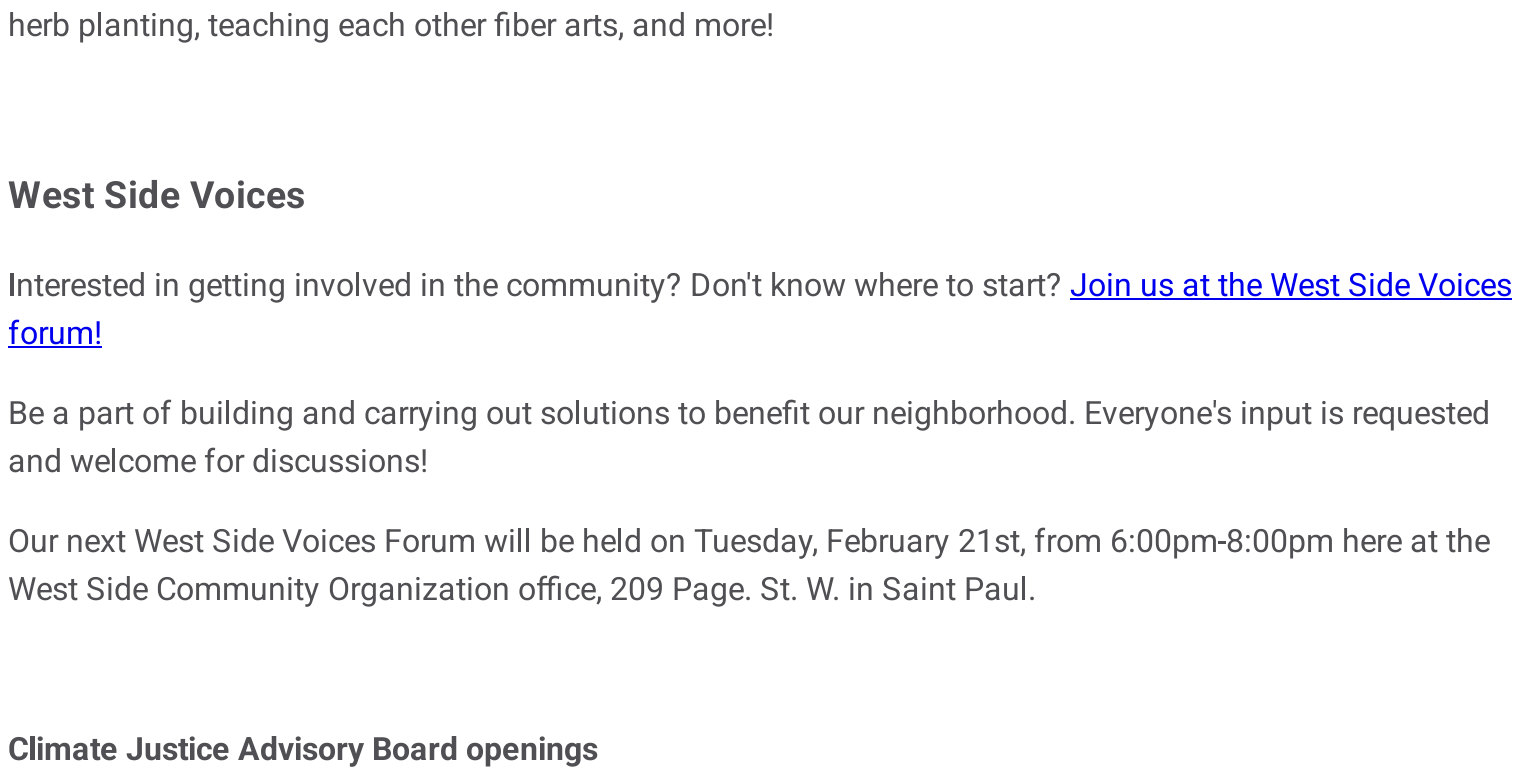 herb planting, teaching each other fiber arts, and more!
West Side Voices
Interested in getting involved in the community? Don't know where to start? Join us at the West Side Voices
forum!
Be a part of building and carrying out solutions to benefit our neighborhood. Everyone's input is requested
and welcome for discussions!
Our next West Side Voices Forum will be held on Tuesday, February 21st, from 6:00pm-8:00pm here at the
West Side Community Organization office, 209 Page. St. W. in Saint Paul.
Climate Justice Advisory Board openings